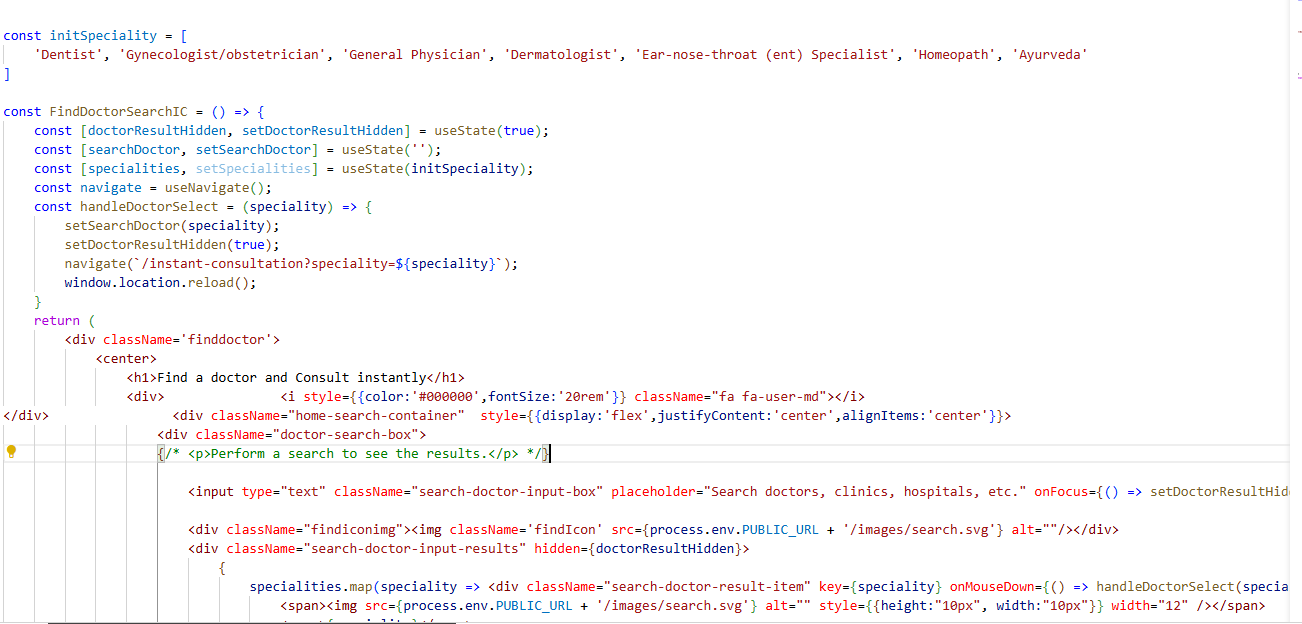 const initSpeciality = [
'Dentist', 'Gynecologist/obstetrician', 'General Physician', 'Dermatologist', 'Ear-nose-throat (ent) Specialist', 'Homeopath', 'Ayurveda'
]
const FindDoctorSearchIC = () => {
const [doctorResultHidden, setDoctorResultHidden] = useState(true);
const [searchDoctor, setSearchDoctor] = useState('');
const [specialities, setSpecialities] = useState(initSpeciality);
const navigate = useNavigate();
const handleDoctorSelect = (speciality) => {
setSearchDoctor(speciality);
setDoctorResultHidden(true);
navigate(`/instant-consultation?speciality=${speciality}`);
window.location.reload();
}
return (
<div className='finddoctor'>
<center>
<h1>Find a doctor and Consult instantly</h1>
<div> <i style={{color:'#000000',fontSize:'20rem'}} className="fa fa-user-md"></i>
</div> <div className="home-search-container" style={{display:'flex',justifyContent:'center',alignItems:'center'}}>
<div className="doctor-search-box">
{/* <p>Perform a search to see the results.</p> */}
<input type="text" className="search-doctor-input-box" placeholder="Search doctors, clinics, hospitals, etc." onFocus={() => setDoctorResultHid
<div className="findiconimg"><img className='findIcon' src={process.env.PUBLIC_URL + '/images/search.svg'} alt=""/></div>
<div className="search-doctor-input-results" hidden={doctorResultHidden}>
{
specialities.map(speciality => <div className="search-doctor-result-item" key={speciality} onMouseDown={() => handleDoctorSelect(specia
<span><img src={process.env.PUBLIC_URL + '/images/search.svg'} alt="" style={{height:"10px", width:"10px"}} width="12" /></span>